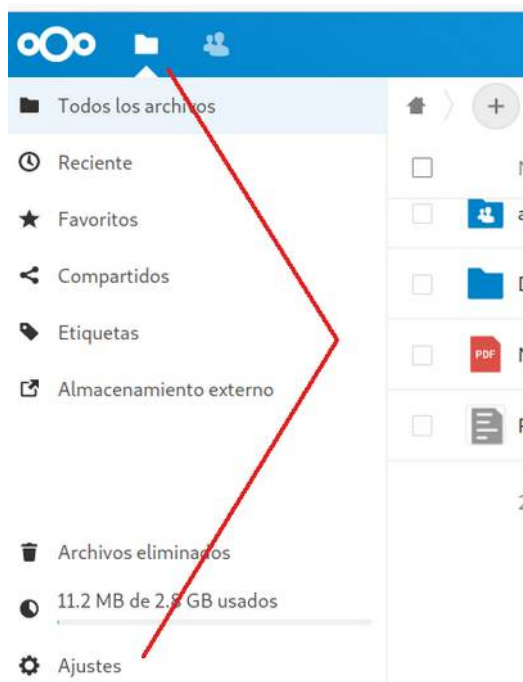 Todos los archivos
Reciente
Favoritos
Compartidos
Etiquetas
Almacenamiento externo
PDF
Archivos eliminados
11.2 MB de 2.8 GB usados
Ajustes